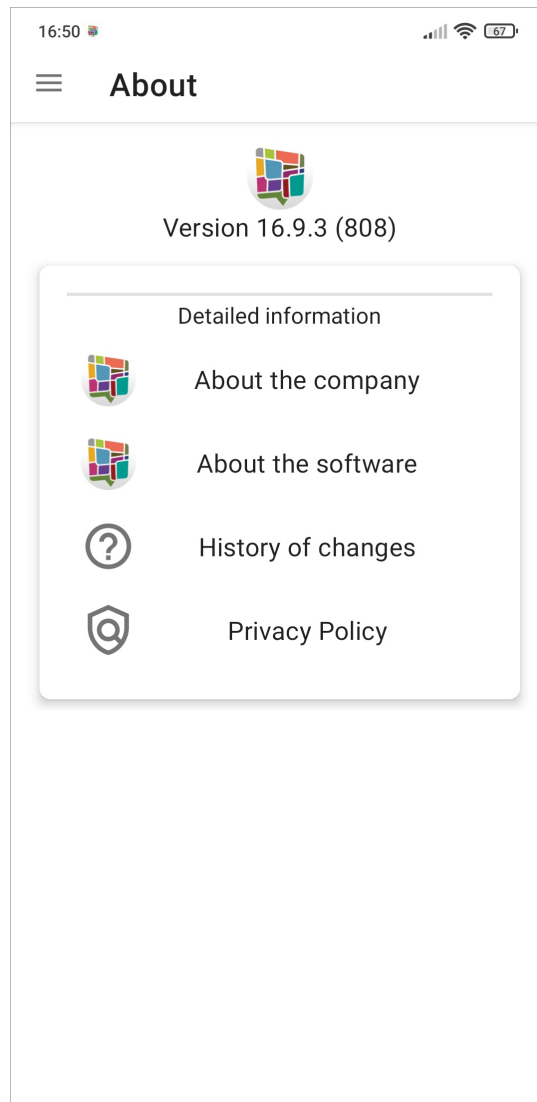 16:50
67
About
Version 16.9.3 (808)
Detailed information
About the company
About the software
History of changes
Privacy Policy